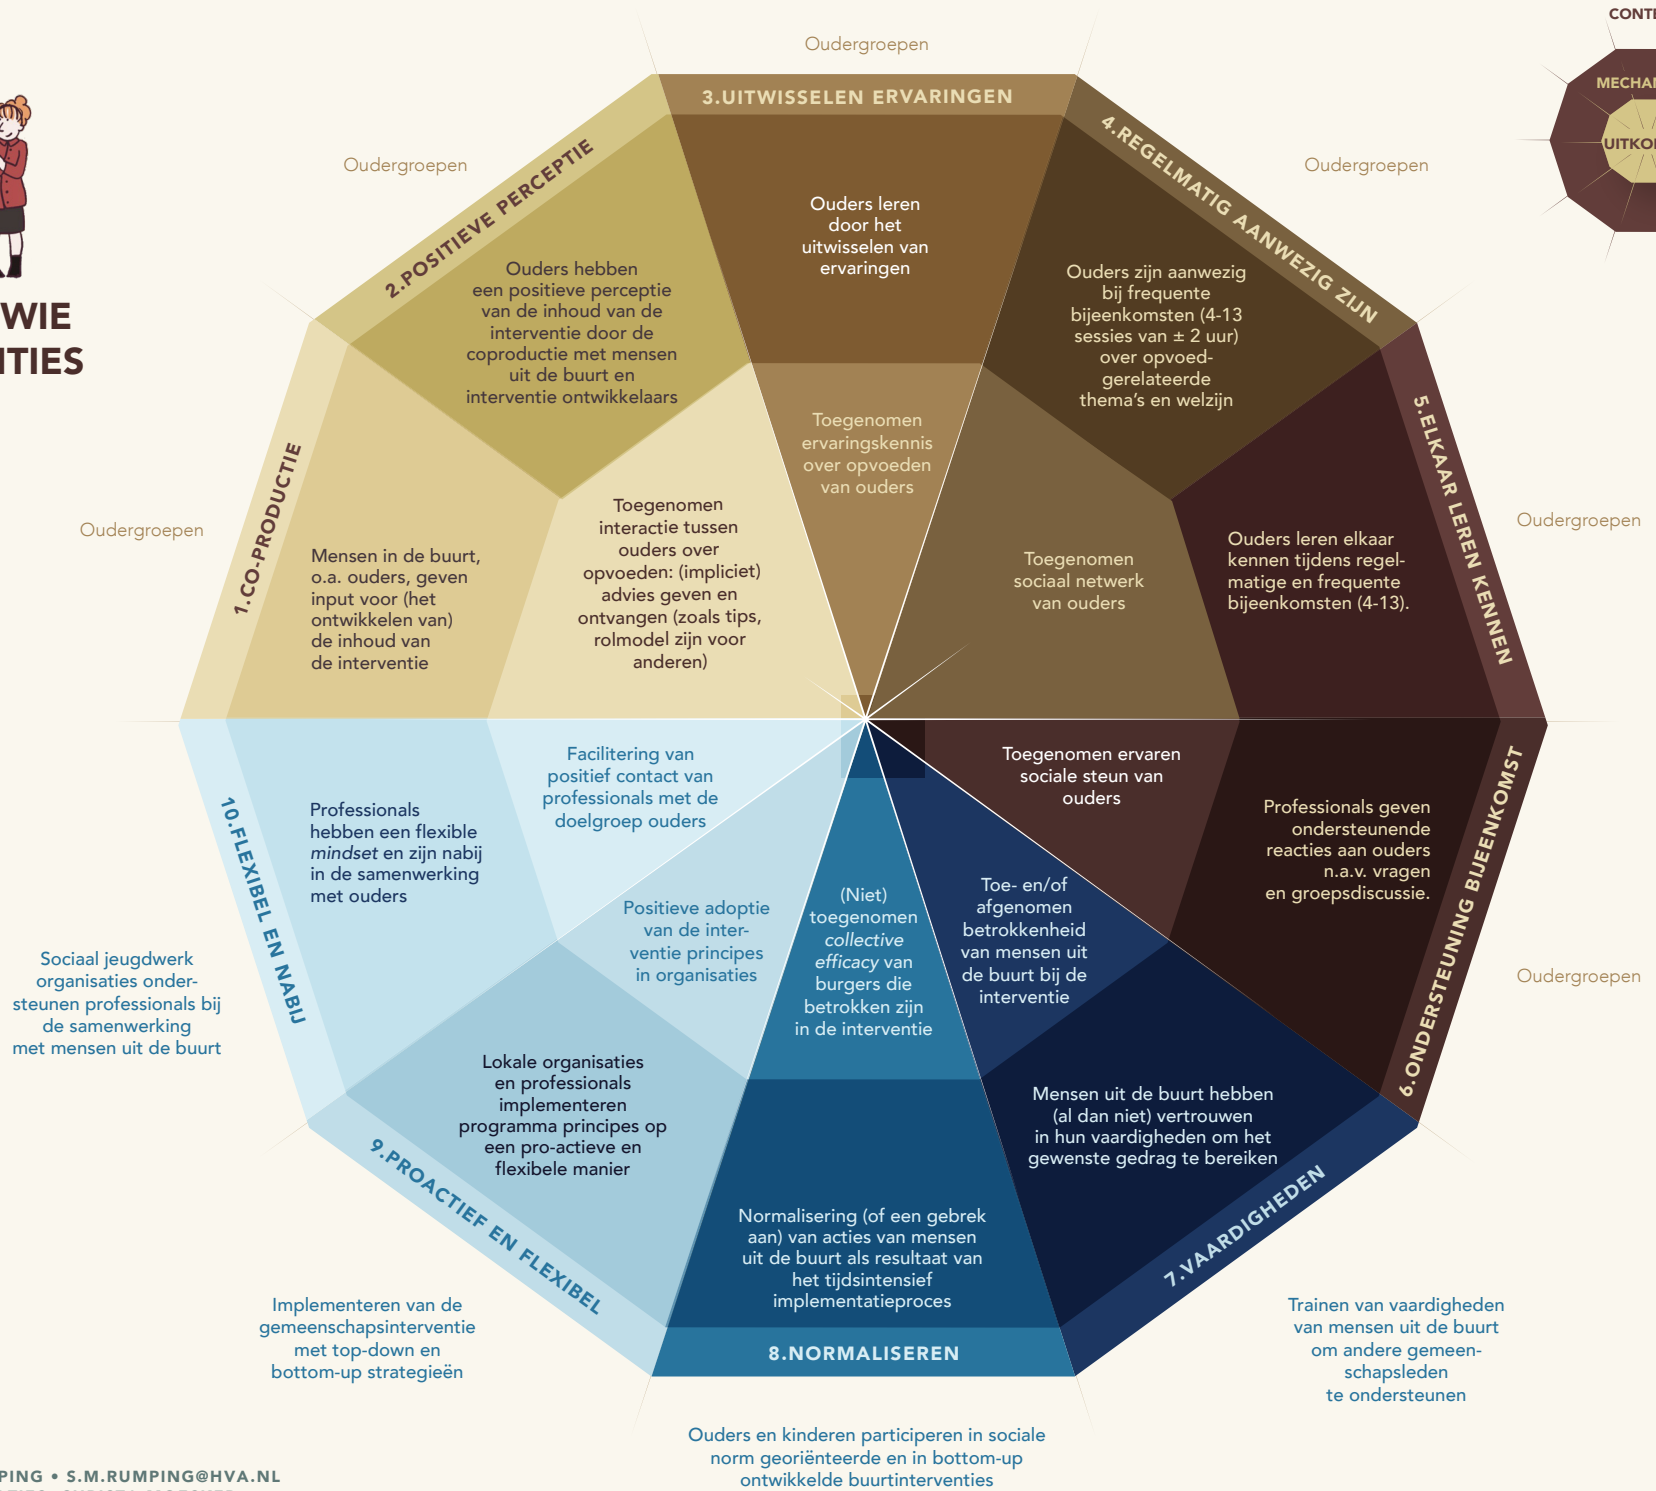 CONTE
MECHAN
UITKO
WIE
ITIES
Oudergroepen
1.CO-PRODUCTIE
Mensen in de buurt,
o.a. ouders, geven
input voor (het
ontwikkelen van)
de inhoud van
de interventie
Oudergroepen
2.POSITIEVE PERCEPTIE
Ouders hebben
een positieve perceptie
van de inhoud van de
interventie door de
coproductie met mensen
uit de buurt en
interventie ontwikkelaars
Toegenomen
interactie tussen
ouders over
opvoeden: (impliciet)
advies geven en
ontvangen (zoals tips,
rolmodel zijn voor
anderen)
Oudergroepen
3.UITWISSELEN ERVARINGEN
Ouders leren
door het
uitwisselen van
ervaringen
Toegenomen
ervaringskennis
over opvoeden
van ouders
Oudergroepen
4.REGELMATIG AANWEZIG ZIJN
Ouders zijn aanwezig
bij frequente
bijeenkomsten (4-13
sessies van ± 2 uur)
over opvoed-
gerelateerde
thema's en welzijn
Oudergroepen
5.ELKAAR LEREN KENNEN
Ouders leren elkaar
kennen tijdens regel-
matige en frequente
bijeenkomsten (4-13).
Toegenomen
sociaal netwerk
van ouders
Oudergroepen
6.ONDERSTEUNING BIJEENKOMST
Professionals geven
ondersteunende
reacties aan ouders
n.a.v. vragen
en groepsdiscussie.
Toegenomen ervaren
sociale steun van
ouders
Trainen van vaardigheden
van mensen uit de buurt
om andere gemeen-
schapsleden
te ondersteunen
7.VAARDIGHEDEN
Mensen uit de buurt hebben
(al dan niet) vertrouwen
in hun vaardigheden om het
gewenste gedrag te bereiken
Toe- en/of
afgenomen
betrokkenheid
van mensen uit
de buurt bij de
interventie
Ouders en kinderen participeren in sociale
norm georiënteerde en in bottom-up
ontwikkelde buurtinterventies
8.NORMALISEREN
Normalisering (of een gebrek
aan) van acties van mensen
uit de buurt als resultaat van
het tijdsintensief
implementatieproces
(Niet)
toegenomen
collective
efficacy van
burgers die
betrokken zijn
in de interventie
Implementeren van de
gemeenschapsinterventie
met top-down en
bottom-up strategieën
9.PROACTIEF EN FLEXIBEL
Lokale organisaties
en professionals
implementeren
programma principes op
een pro-actieve en
flexibele manier
Positieve adoptie
van de inter-
ventie principes
in organisaties
Sociaal jeugdwerk
organisaties onder-
steunen professionals bij
de samenwerking
met mensen uit de buurt
10.FLEXIBEL EN NABIJ
Professionals
hebben een flexible
mindset en zijn nabij
in de samenwerking
met ouders
Facilitering van
positief contact van
professionals met de
doelgroep ouders
PING • S.M.RUMPING@HVA.NL